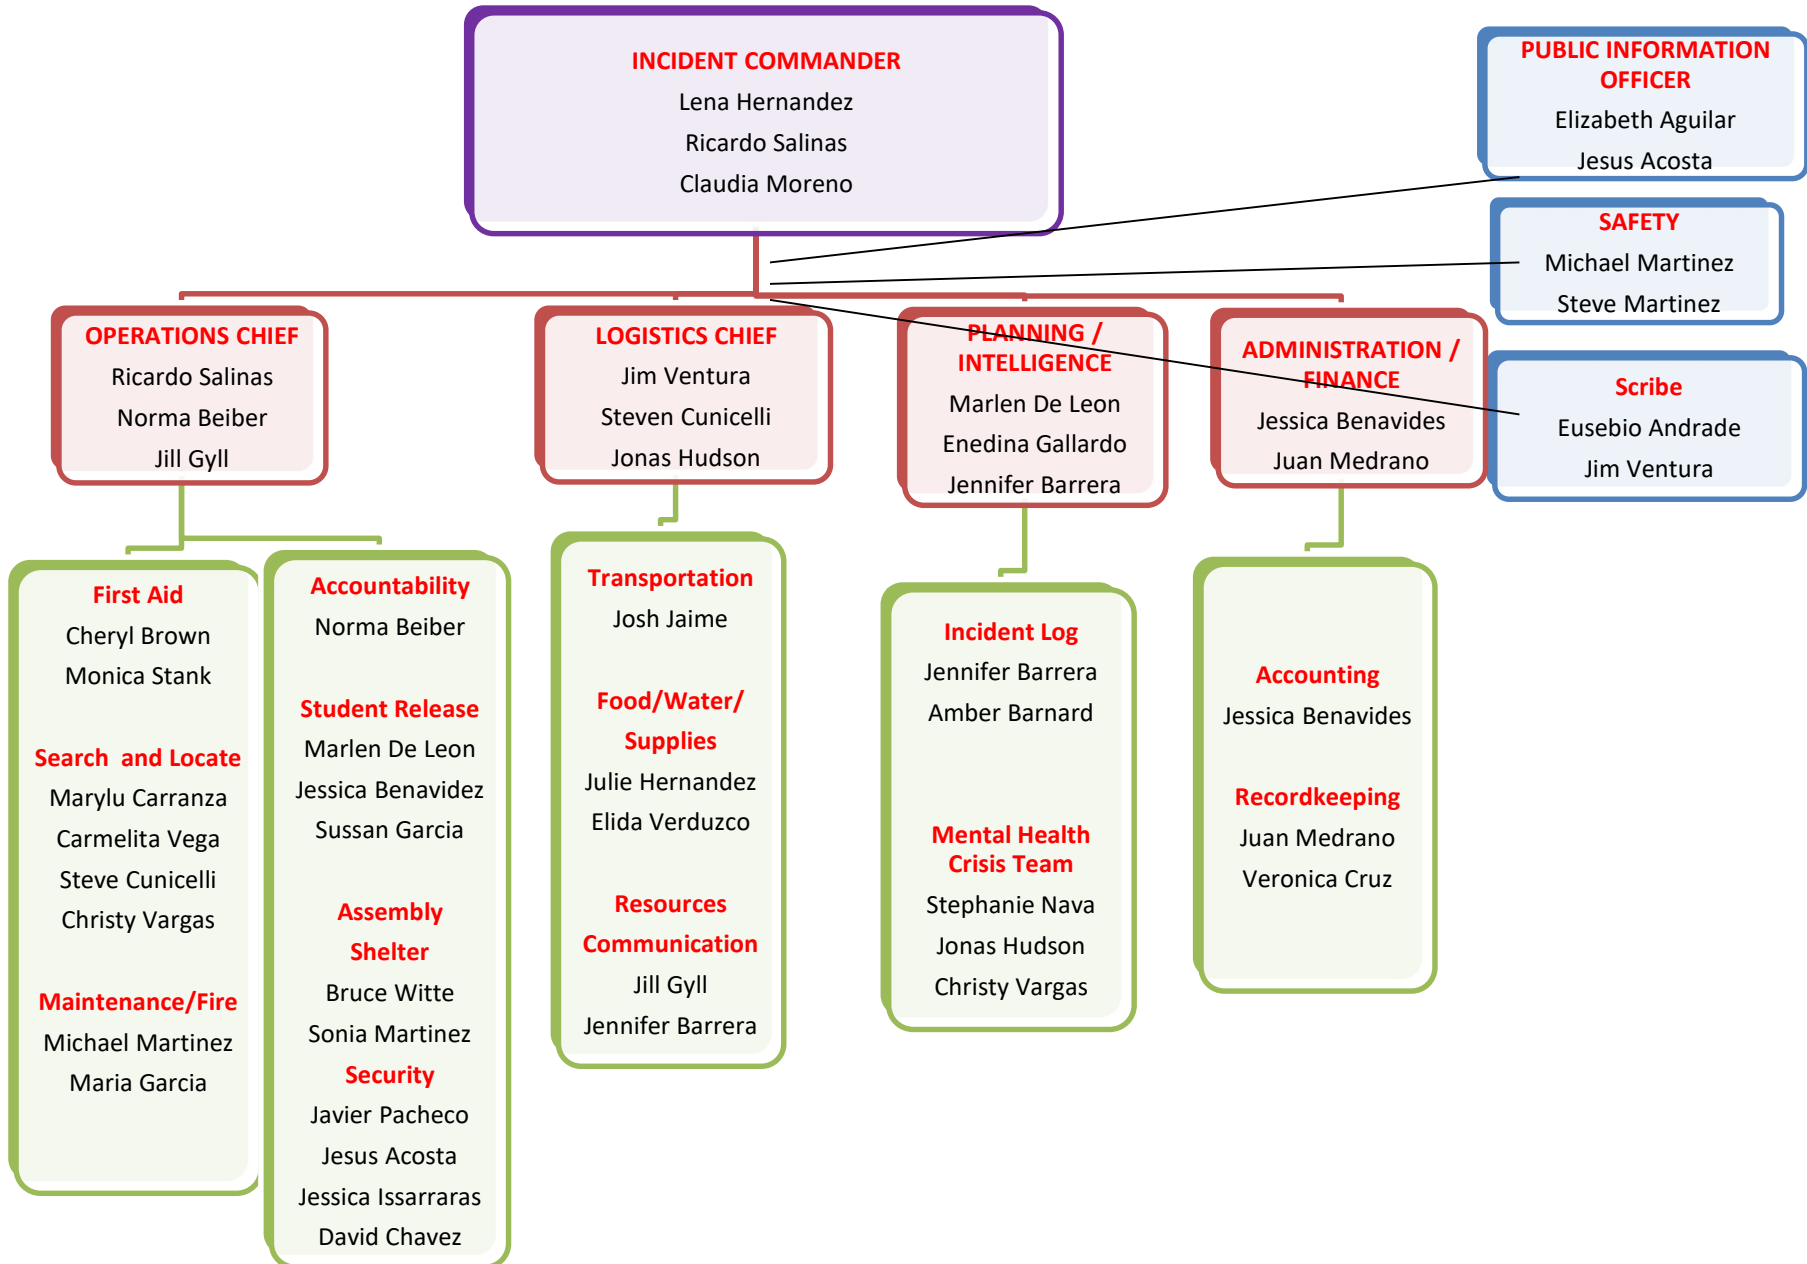 INCIDENT COMMANDER
Lena Hernandez
Ricardo Salinas
Claudia Moreno
PUBLIC INFORMATION
OFFICER
Elizabeth Aguilar
Jesus Acosta
SAFETY
Michael Martinez
Steve Martinez
Scribe
Eusebio Andrade
Jim Ventura
OPERATIONS CHIEF
Ricardo Salinas
Norma Beiber
Jill Gyll
LOGISTICS CHIEF
Jim Ventura
Steven Cunicelli
Jonas Hudson
PLANNING /
INTELLIGENCE
Marlen De Leon
Enedina Gallardo
Jennifer Barrera
ADMINISTRATION /
FINANCE
Jessica Benavides
Juan Medrano
First Aid
Cheryl Brown
Monica Stank
Search  and Locate
Marylu Carranza
Carmelita Vega
Steve Cunicelli
Christy Vargas
Maintenance/Fire
Michael Martinez
Maria Garcia
Accountability
Norma Beiber
Student Release
Marlen De Leon
Jessica Benavidez
Sussan Garcia
Assembly
Shelter
Bruce Witte
Sonia Martinez
Security
Javier Pacheco
Jesus Acosta
Jessica Issarraras
David Chavez
Transportation
Josh Jaime
Food/Water/
Supplies
Julie Hernandez
Elida Verduzco
Resources
Communication
Jill Gyll
Jennifer Barrera
Incident Log
Jennifer Barrera
Amber Barnard
Mental Health
Crisis Team
Stephanie Nava
Jonas Hudson
Christy Vargas
Accounting
Jessica Benavides
Recordkeeping
Juan Medrano
Veronica Cruz